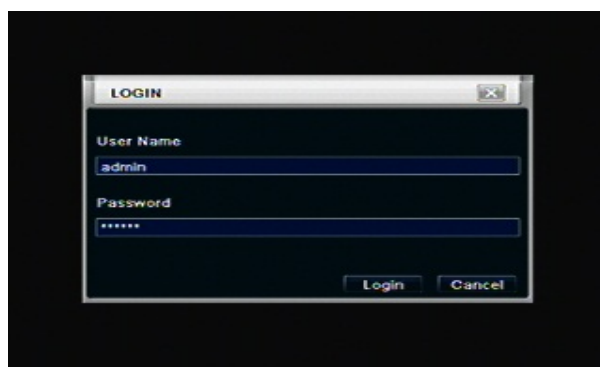 LOGIN
User Name
admin
Password
••••••
Login Cancel